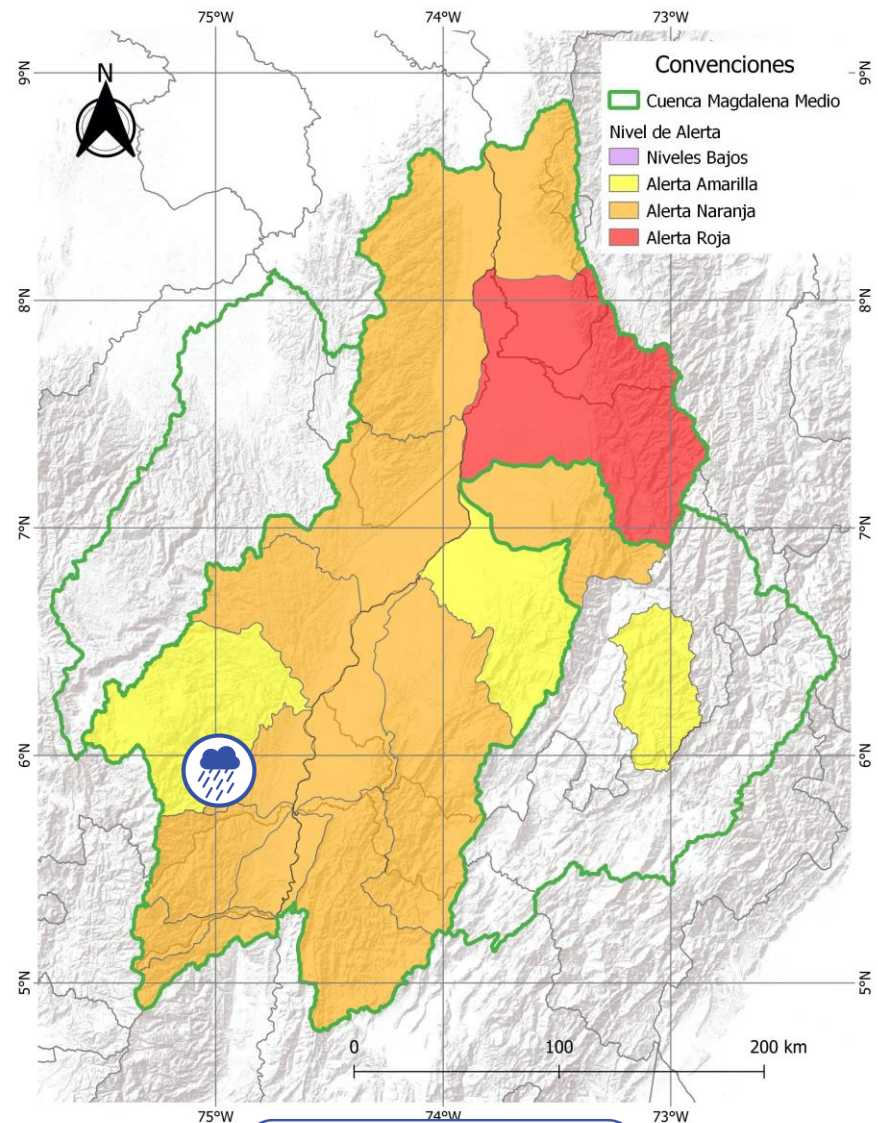 75°W 74°W 73°W
9°N 9°N
N
Convenciones
Cuenca Magdalena Medio
Nivel de Alerta
Niveles Bajos
Alerta Amarilla
Alerta Naranja
Alerta Roja
8°N 8°N
7°N 7°N
6°N 6°N
5°N 5°N
0 100 200 km
75°W 74°W 73°W